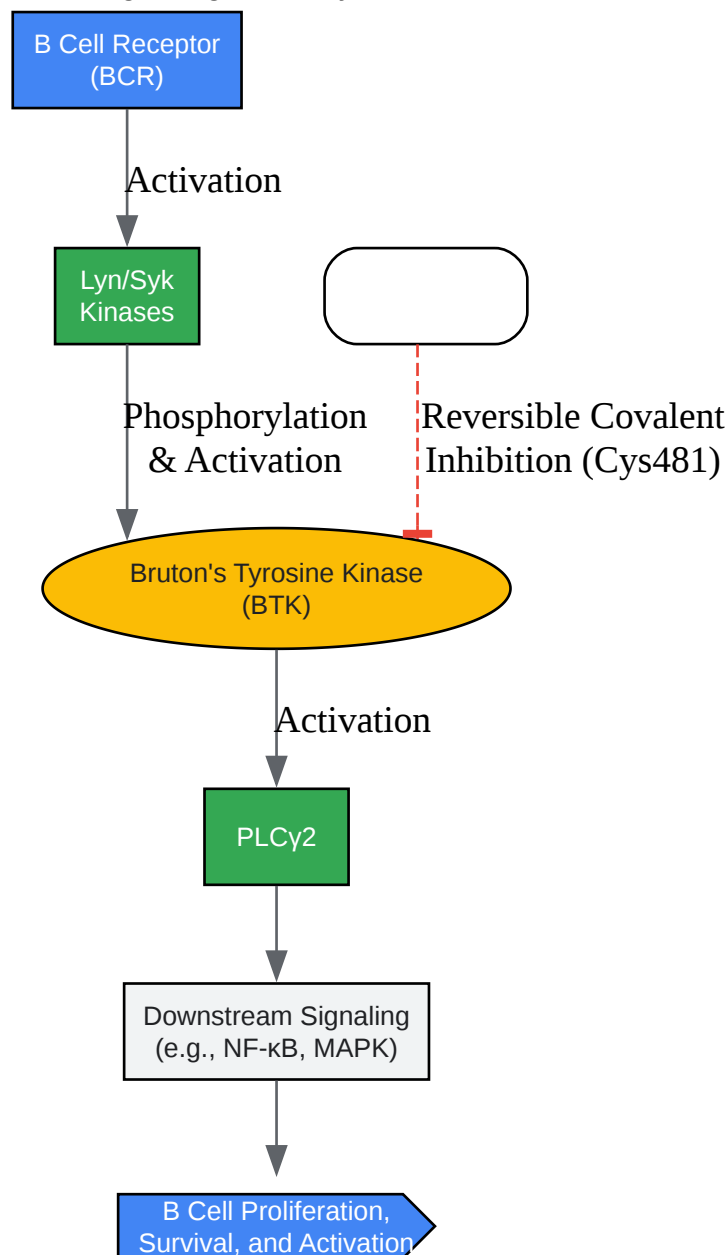 B Cell Receptor
(BCR)
Activation
Lyn/Syk
Kinases
Phosphorylation
& Activation
Reversible Covalent
Inhibition (Cys481)
Bruton's Tyrosine Kinase
(BTK)
Activation
PLCγ2
Downstream Signaling
(e.g., NF-κB, MAPK)
B Cell Proliferation,
Survival, and Activation